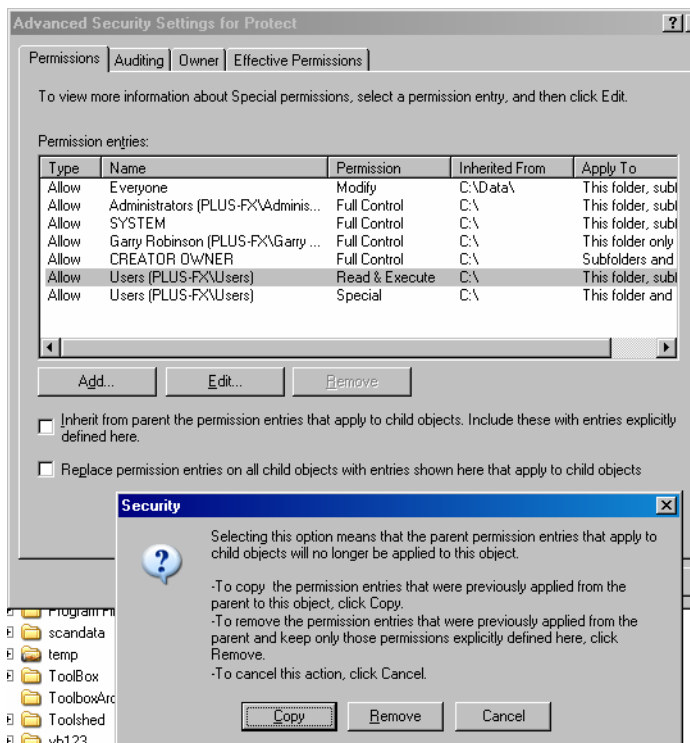 Advanced Security Settings for Protect
Permissions Auditing Owner Effective Permissions
To view more information about Special permissions, select a permission entry, and then click Edit.
Permission entries:
Type Name Permission Inherited From Apply To
Allow Everyone Modify C:\Data\ This folder, subf
Allow Administrators (PLUS-FX\Adminis... Full Control C:\ This folder, subf
Allow SYSTEM Full Control C:\ This folder, subf
Allow Garry Robinson (PLUS-FX\Garry ... Full Control C:\ This folder only
Allow CREATOR OWNER Full Control C:\ Subfolders and
Allow Users (PLUS-FX\Users) Read & Execute C:\ This folder, subf
Allow Users (PLUS-FX\Users) Special C:\ This folder and
Add... Edit... Remove
Inherit from parent the permission entries that apply to child objects. Include these with entries explicitly
defined here.
Replace permission entries on all child objects with entries shown here that apply to child objects
Security
Selecting this option means that the parent permission entries that apply to
child objects will no longer be applied to this object.
-To copy the permission entries that were previously applied from the
parent to this object, click Copy.
-To remove the permission entries that were previously applied from the
parent and keep only those permissions explicitly defined here, click
Remove.
-To cancel this action, click Cancel.
Copy Remove Cancel
Program
scandata
temp
ToolBox
ToolboxArc
Toolshed
vb123